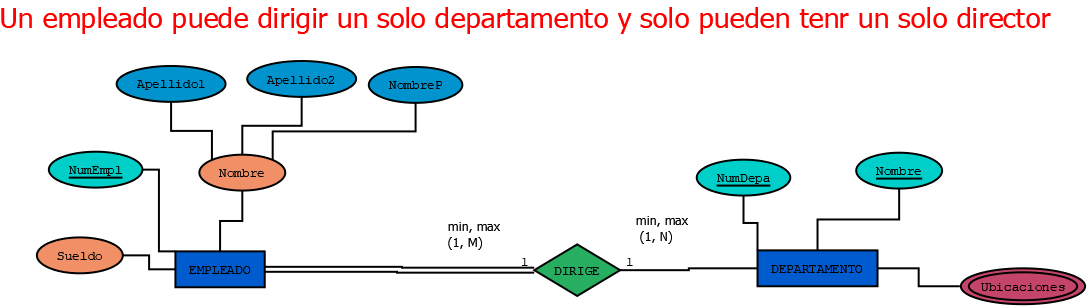 Un empleado puede dirigir un solo departamento y solo pueden tenr un solo director
Apellido1
Apellido2
NombreP
NumEmpl
Nombre
NumDepa
Nombre
min, max
(1, M)
min, max
(1, N)
Sueldo
EMPLEADO
1
DIRIGE
1
DEPARTAMENTO
Ubicaciones